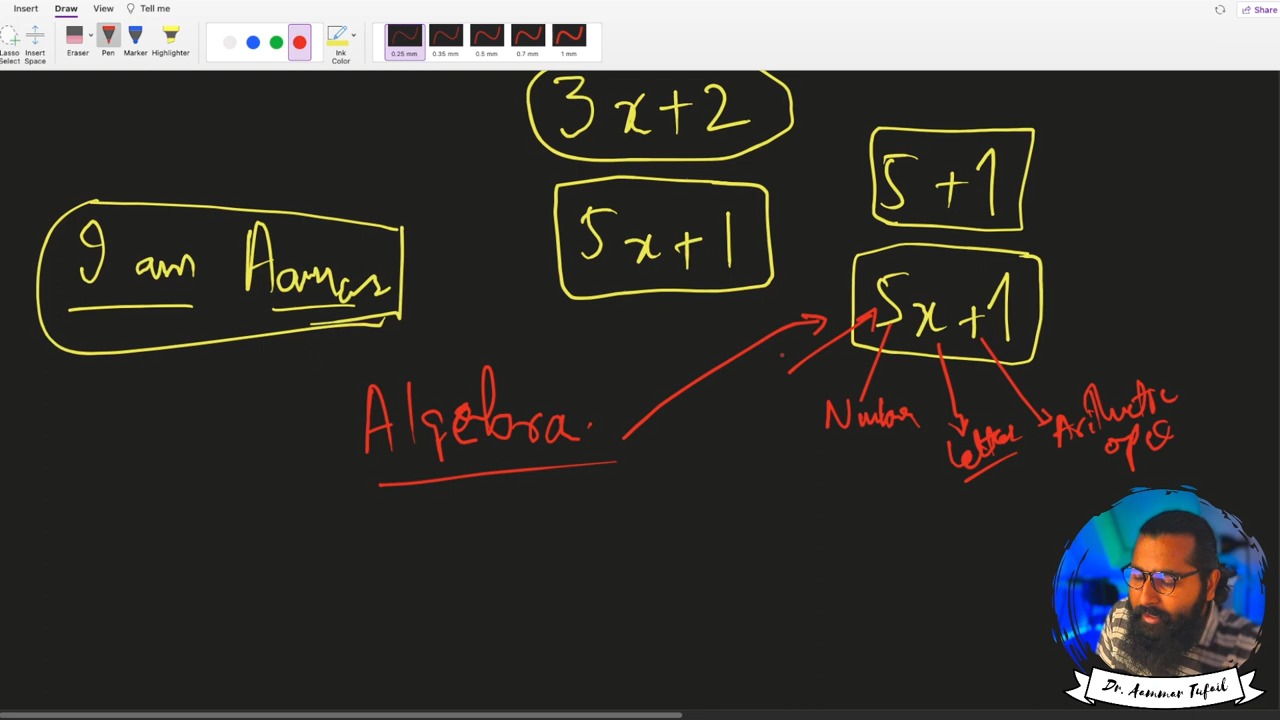 Insert Draw View Tell me
Share
Lasso Select
Insert Space
Eraser
Pen
Marker
Highlighter
Ink Color
0.25 mm
0.35 mm
0.5 mm
0.7 mm
1 mm
3x+2
5+1
5x+1
I am
5x+1
Algebra.
Number
Letter
Arithmetic
Dr. Aammar Tufail